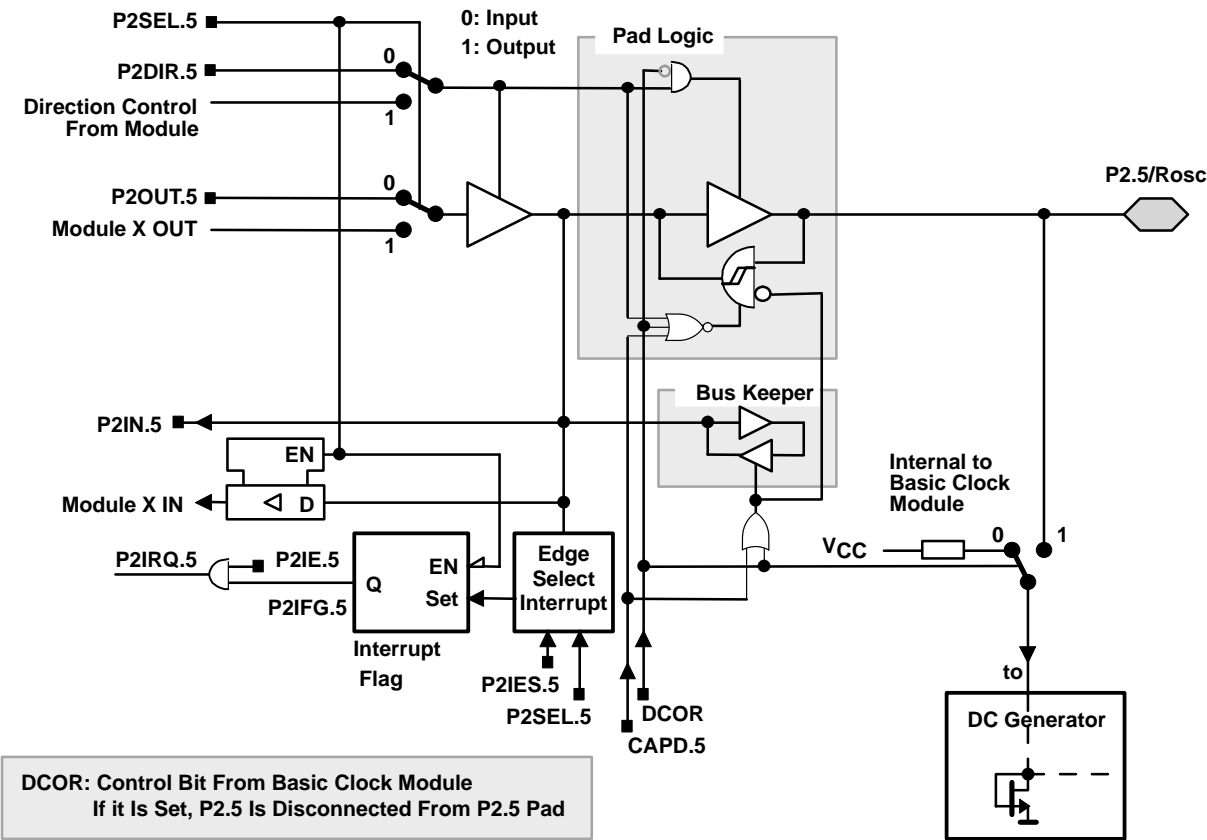 P2SEL.5
0: Input
1: Output
Pad Logic
P2DIR.5
0
Direction Control
From Module
1
P2.5/Rosc
P2OUT.5
0
Module X OUT
1
Bus Keeper
P2IN.5
EN
Module X IN
D
Internal to
Basic Clock
Module
VCC
0
1
P2IRQ.5
P2IE.5
P2IFG.5
Q
EN
Set
Edge
Select
Interrupt
Interrupt
Flag
P2IES.5
P2SEL.5
DCOR
CAPD.5
to
DC Generator
DCOR: Control Bit From Basic Clock Module
If it Is Set, P2.5 Is Disconnected From P2.5 Pad